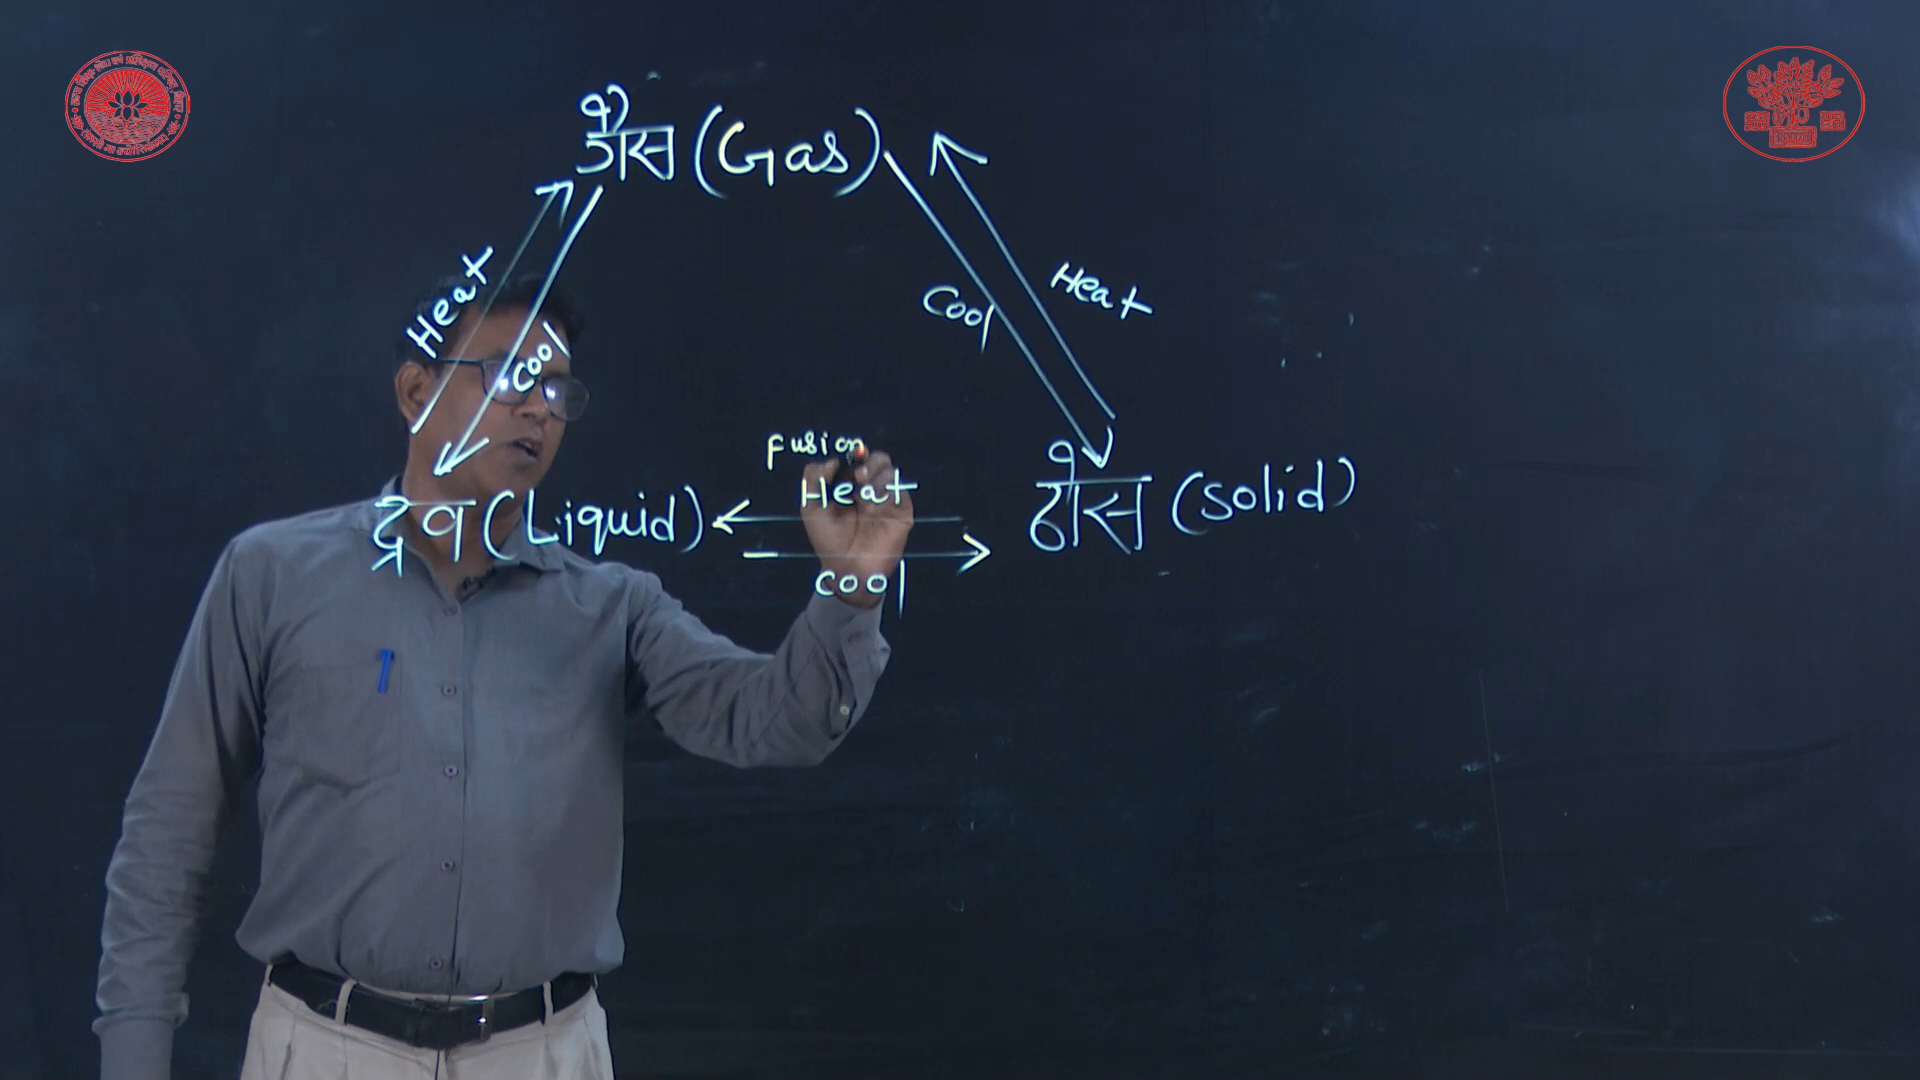 गैस (Gas)
Heat
Cool
Cool
Heat
Fusion
Heat
द्रव (Liquid)
ठोस (Solid)
Cool